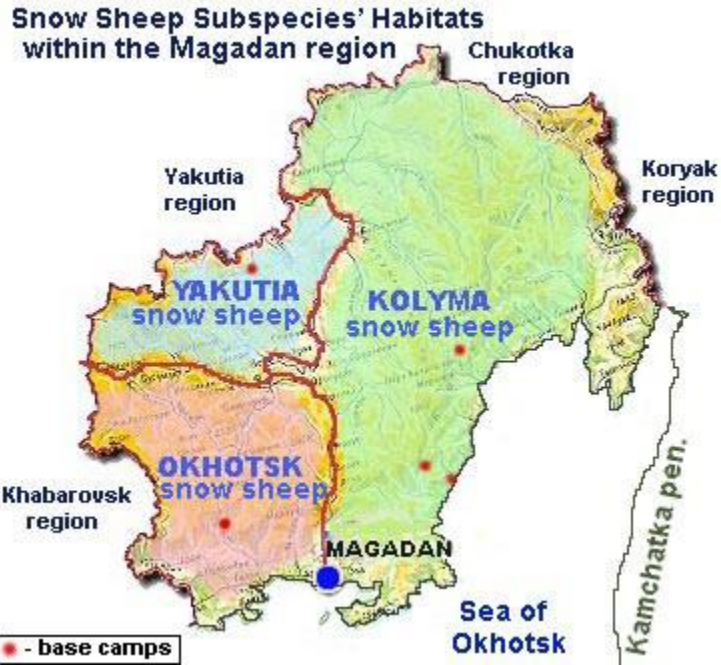 Snow Sheep Subspecies' Habitats
within the Magadan region
Chukotka
region
Yakutia
region
Koryak
region
YAKUTIA
snow sheep
KOLYMA
snow sheep
OKHOTSK
snow sheep
Khabarovsk
region
MAGADAN
Kamchatka pen.
Sea of
Okhotsk
- base camps